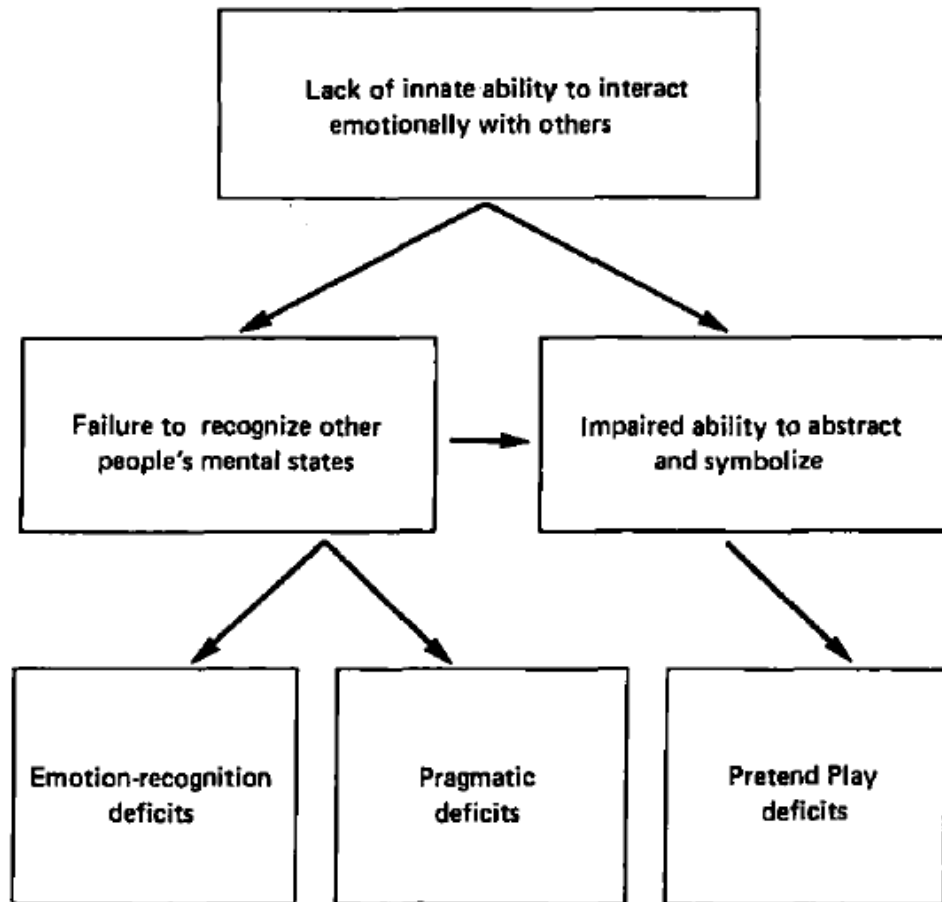 Lack of innate ability to interact
emotionally with others
Failure to recognize other
people's mental states
Impaired ability to abstract
and symbolize
Emotion-recognition
deficits
Pragmatic
deficits
Pretend Play
deficits